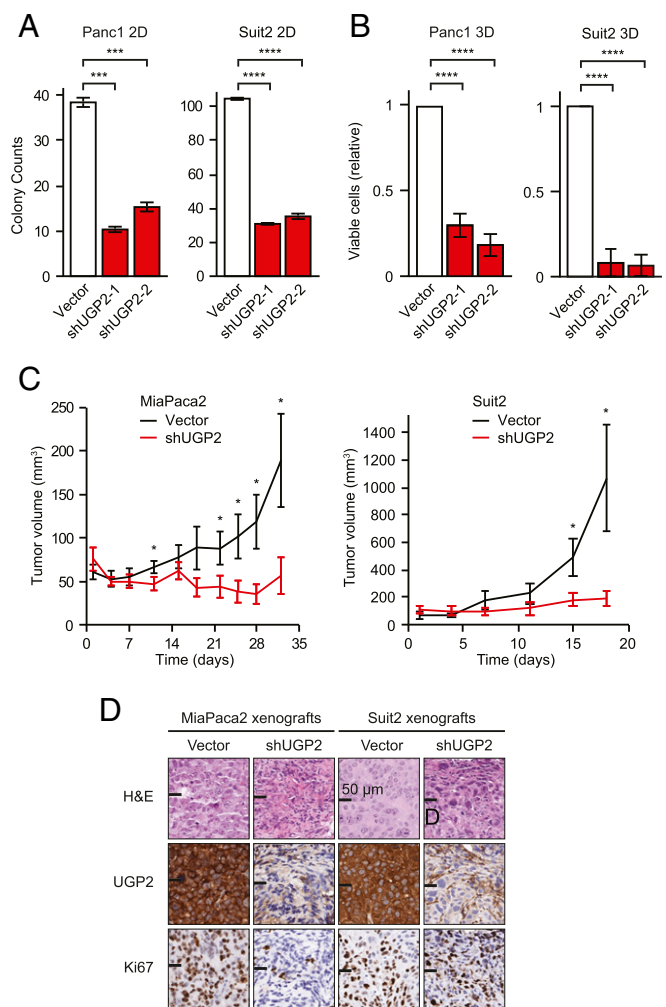 A
B
Panc1 2D
Suit2 2D
Panc1 3D
Suit2 3D
***
***
****
****
****
****
****
****
Colony Counts
40
30
20
10
0
100
80
60
40
20
0
Viable cells (relative)
1
0.5
0
1
0.5
0
Vector
shUGP2-1
shUGP2-2
Vector
shUGP2-1
shUGP2-2
Vector
shUGP2-1
shUGP2-2
Vector
shUGP2-1
shUGP2-2
C
MiaPaca2
Vector
shUGP2
Tumor volume (mm³)
250
200
150
100
50
0
* * * * *
0 7 14 21 28 35
Time (days)
Suit2
Vector
shUGP2
Tumor volume (mm³)
1400
1200
1000
800
600
400
200
0
* *
0 5 10 15 20
Time (days)
D
MiaPaca2 xenografts Suit2 xenografts
Vector shUGP2 Vector shUGP2
H&E
50 µm
D
UGP2
Ki67